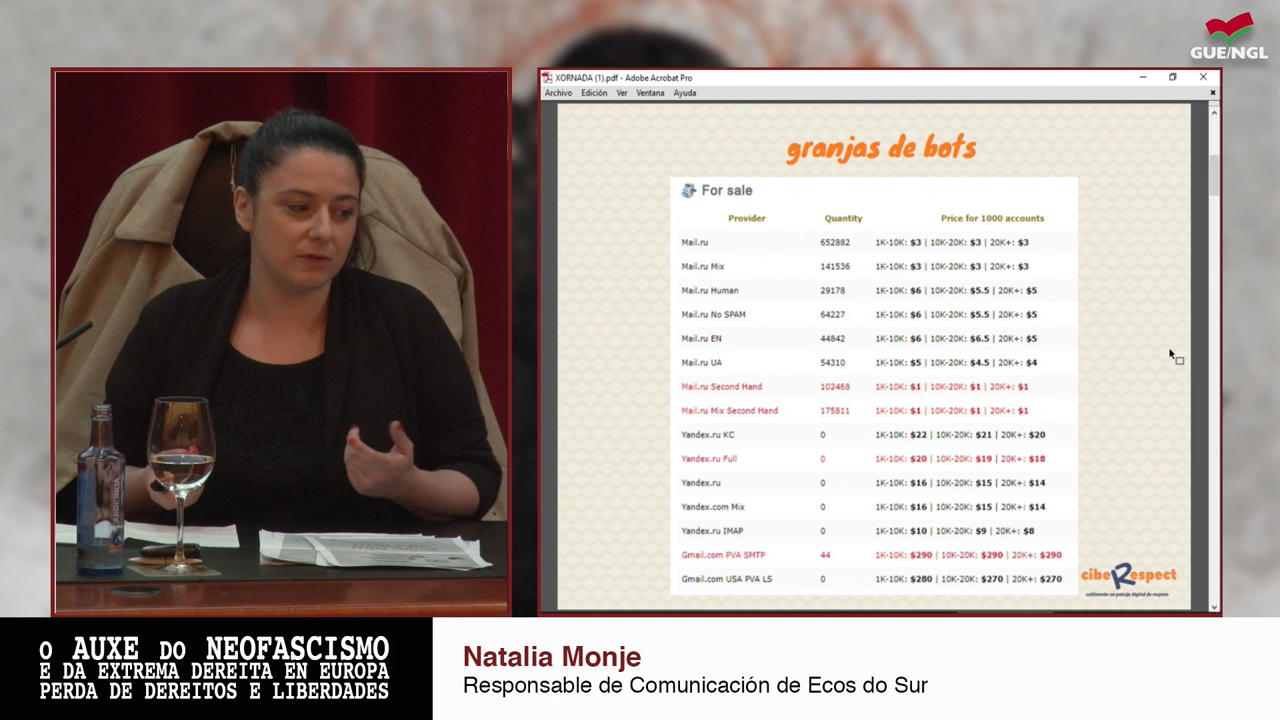 GUE/NGL
XORNADA (1).pdf - Adobe Acrobat Pro
Archivo Edición Ver Ventana Ayuda
granjas de bots
For sale
Provider Quantity Price for 1000 accounts
Mail.ru 652882 1K-10K: $3 | 10K-20K: $3 | 20K+: $3
Mail.ru Mix 141536 1K-10K: $3 | 10K-20K: $3 | 20K+: $3
Mail.ru Human 29178 1K-10K: $6 | 10K-20K: $5.5 | 20K+: $5
Mail.ru No SPAM 64227 1K-10K: $6 | 10K-20K: $5.5 | 20K+: $5
Mail.ru EN 44842 1K-10K: $6 | 10K-20K: $6.5 | 20K+: $5
Mail.ru UA 54310 1K-10K: $5 | 10K-20K: $4.5 | 20K+: $4
Mail.ru Second Hand 102468 1K-10K: $1 | 10K-20K: $1 | 20K+: $1
Mail.ru Mix Second Hand 175811 1K-10K: $1 | 10K-20K: $1 | 20K+: $1
Yandex.ru KC 0 1K-10K: $22 | 10K-20K: $21 | 20K+: $20
Yandex.ru Full 0 1K-10K: $20 | 10K-20K: $19 | 20K+: $18
Yandex.ru 0 1K-10K: $16 | 10K-20K: $15 | 20K+: $14
Yandex.com Mix 0 1K-10K: $16 | 10K-20K: $15 | 20K+: $14
Yandex.ru IMAP 0 1K-10K: $10 | 10K-20K: $9 | 20K+: $8
Gmail.com PVA SMTP 44 1K-10K: $290 | 10K-20K: $290 | 20K+: $290
Gmail.com USA PVA LS 0 1K-10K: $280 | 10K-20K: $270 | 20K+: $270
cibeRespect
cultivando un paisaje digital de respeto
O AUXE DO NEOFASCISMO
E DA EXTREMA DEREITA EN EUROPA
PERDA DE DEREITOS E LIBERDADES
Natalia Monje
Responsable de Comunicación de Ecos do Sur